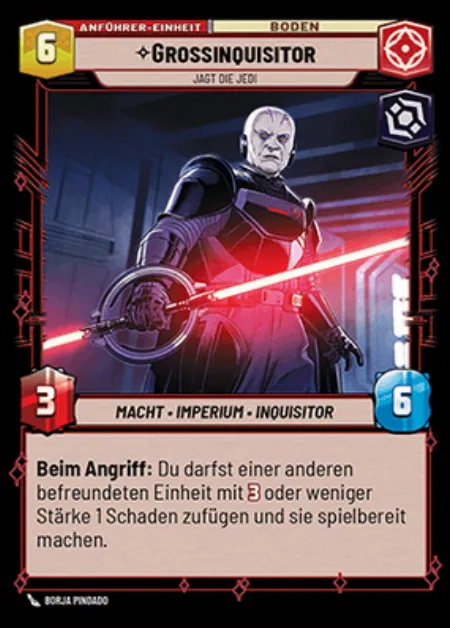 ANFÜHRER-EINHEIT
BODEN
6
GROSSINQUISITOR
JAGT DIE JEDI
3
MACHT • IMPERIUM • INQUISITOR
6
Beim Angriff: Du darfst einer anderen
befreundeten Einheit mit 3 oder weniger
Stärke 1 Schaden zufügen und sie spielbereit
machen.
BORJA PINDADO